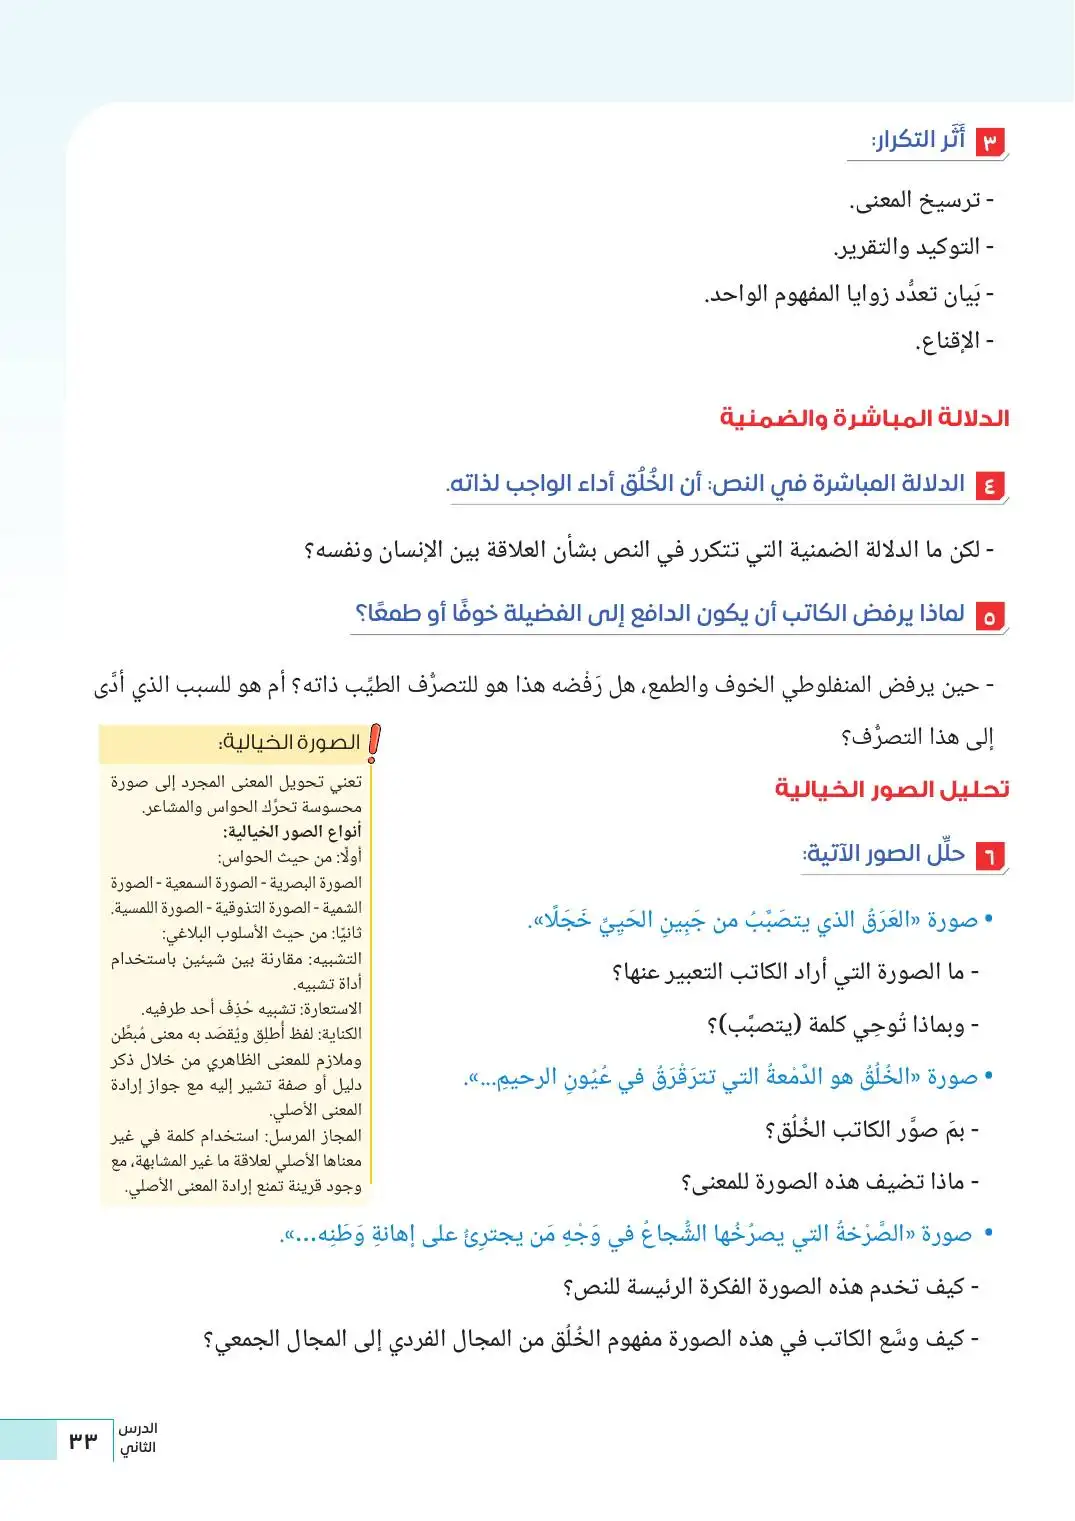 ٣ أَثَر التكرار:
- ترسيخ المعنى.
- التوكيد والتقرير.
- بَيان تعدُّد زوايا المفهوم الواحد.
- الإقناع.
الدلالة المباشرة والضمنية
٤ الدلالة المباشرة في النص: أن الخُلُق أداء الواجب لذاته.
- لكن ما الدلالة الضمنية التي تتكرر في النص بشأن العلاقة بين الإنسان ونفسه؟
٥ لماذا يرفض الكاتب أن يكون الدافع إلى الفضيلة خوفًا أو طمعًا؟
- حين يرفض المنفلوطي الخوف والطمع، هل رَفْضه هذا هو للتصرُّف الطيِّب ذاته؟ أم هو للسبب الذي أدَّى
إلى هذا التصرُّف؟
تحليل الصور الخيالية
٦ حلِّل الصور الآتية:
• صورة «العَرَقُ الذي يتصَبَّبُ من جَبِينِ الحَيِيِّ خَجَلًا».
- ما الصورة التي أراد الكاتب التعبير عنها؟
- وبماذا تُوحِي كلمة (يتصبَّب)؟
• صورة «الخُلُقُ هو الدَّمْعةُ التي تترَقْرَقُ في عُيُونِ الرحيمِ...».
- بمَ صوَّر الكاتب الخُلُق؟
- ماذا تضيف هذه الصورة للمعنى؟
• صورة «الصَّرْخةُ التي يصرُخُها الشُّجاعُ في وَجْهِ مَن يجترِئُ على إهانةِ وَطَنِه...».
- كيف تخدم هذه الصورة الفكرة الرئيسة للنص؟
- كيف وسَّع الكاتب في هذه الصورة مفهوم الخُلُق من المجال الفردي إلى المجال الجمعي؟
! الصورة الخيالية:
تعني تحويل المعنى المجرد إلى صورة
محسوسة تحرَّك الحواس والمشاعر.
أنواع الصور الخيالية:
أولًا: من حيث الحواس:
الصورة البصرية - الصورة السمعية - الصورة
الشمية - الصورة التذوقية - الصورة اللمسية.
ثانيًا: من حيث الأسلوب البلاغي:
التشبيه: مقارنة بين شيئين باستخدام
أداة تشبيه.
الاستعارة: تشبيه حُذِفَ أحد طرفيه.
الكناية: لفظ أُطلِق ويُقصَد به معنى مُبطَّن
وملازم للمعنى الظاهري من خلال ذكر
دليل أو صفة تشير إليه مع جواز إرادة
المعنى الأصلي.
المجاز المرسل: استخدام كلمة في غير
معناها الأصلي لعلاقة ما غير المشابهة، مع
وجود قرينة تمنع إرادة المعنى الأصلي.
الدرس
الثاني
٣٣